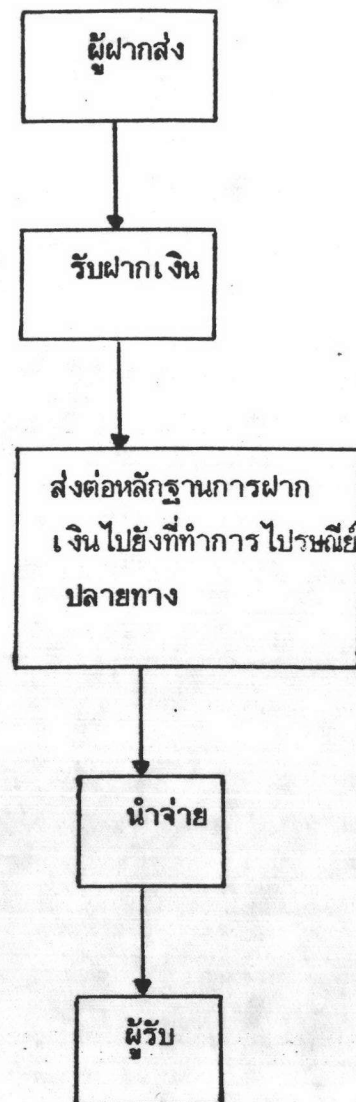 ผู้ฝากส่ง
รับฝากเงิน
ส่งต่อหลักฐานการฝาก
เงินไปยังที่ทำการไปรษณีย์
ปลายทาง
นำจ่าย
ผู้รับ